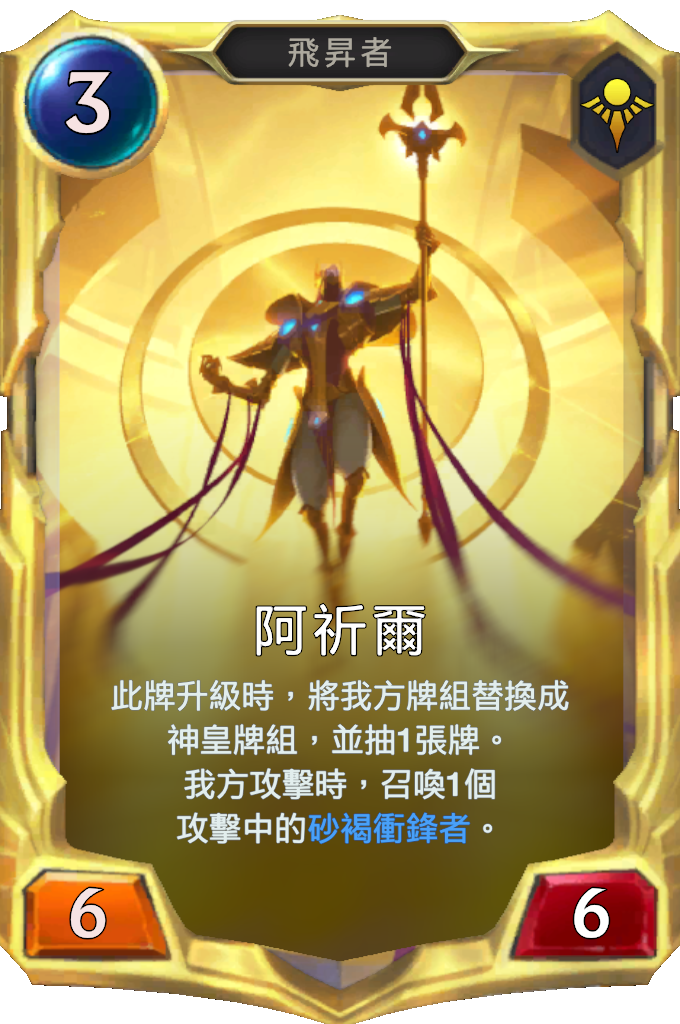 飛昇者
3
阿祈爾
此牌升級時，將我方牌組替換成
神皇牌組，並抽1張牌。
我方攻擊時，召喚1個
攻擊中的砂褐衝鋒者。
6
6